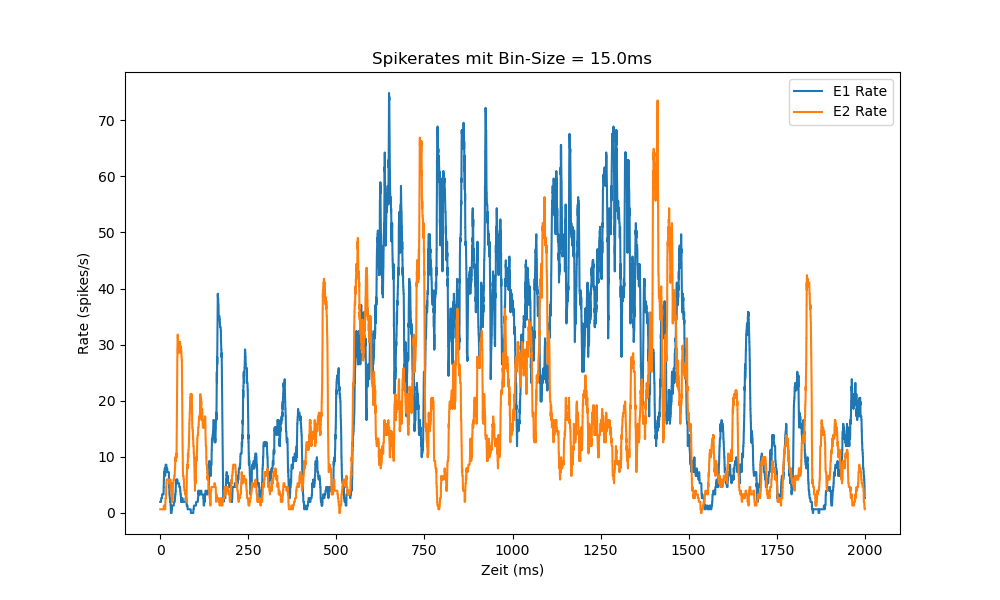 Spikerates mit Bin-Size = 15.0ms
E1 Rate
E2 Rate
Rate (spikes/s)
70
60
50
40
30
20
10
0
0 250 500 750 1000 1250 1500 1750 2000
Zeit (ms)